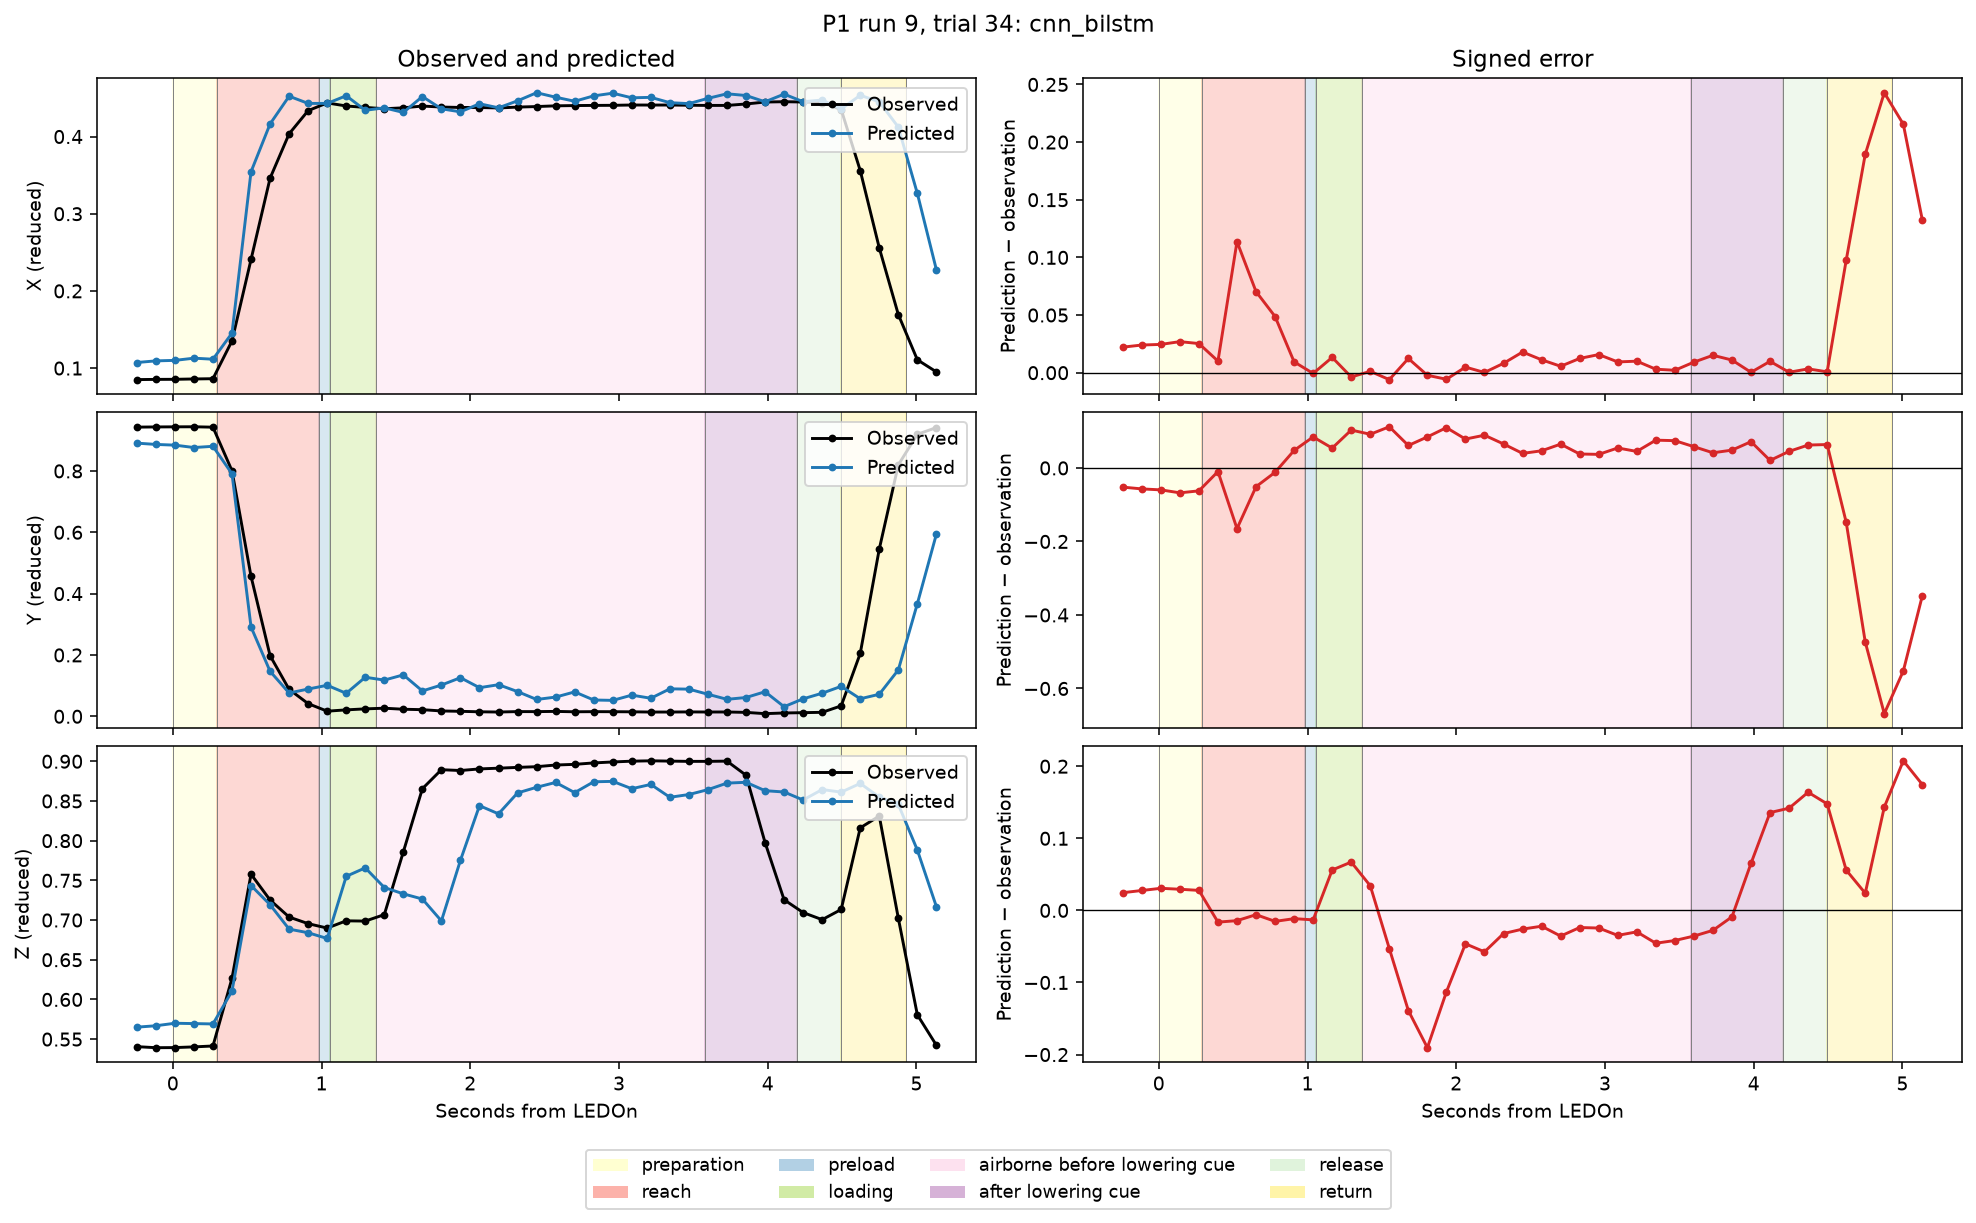 P1 run 9, trial 34: cnn_bilstm
Observed and predicted
Signed error
X (reduced)
0.4
0.3
0.2
0.1
Observed
Predicted
Prediction − observation
0.25
0.20
0.15
0.10
0.05
0.00
Y (reduced)
0.8
0.6
0.4
0.2
0.0
Observed
Predicted
Prediction − observation
0.0
−0.2
−0.4
−0.6
Z (reduced)
0.90
0.85
0.80
0.75
0.70
0.65
0.60
0.55
Observed
Predicted
0 1 2 3 4 5
Seconds from LEDOn
Prediction − observation
0.2
0.1
0.0
−0.1
−0.2
0 1 2 3 4 5
Seconds from LEDOn
preparation preload airborne before lowering cue release
reach loading after lowering cue return